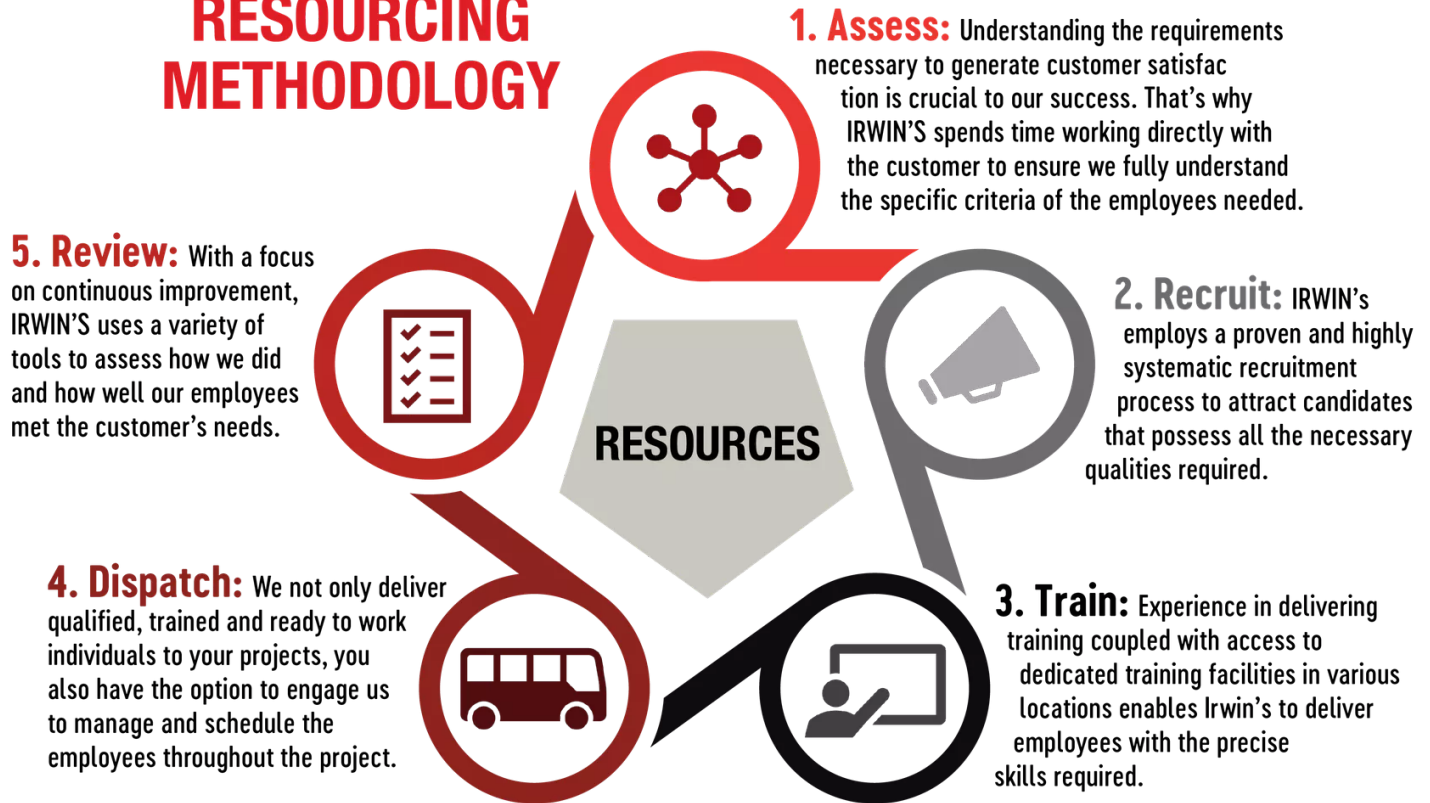 RESOURCING
METHODOLOGY
1. Assess: Understanding the requirements
necessary to generate customer satisfac
tion is crucial to our success. That's why
IRWIN'S spends time working directly with
the customer to ensure we fully understand
the specific criteria of the employees needed.
2. Recruit: IRWIN's
employs a proven and highly
systematic recruitment
process to attract candidates
that possess all the necessary
qualities required.
3. Train: Experience in delivering
training coupled with access to
dedicated training facilities in various
locations enables Irwin's to deliver
employees with the precise
skills required.
4. Dispatch: We not only deliver
qualified, trained and ready to work
individuals to your projects, you
also have the option to engage us
to manage and schedule the
employees throughout the project.
5. Review: With a focus
on continuous improvement,
IRWIN'S uses a variety of
tools to assess how we did
and how well our employees
met the customer's needs.
RESOURCES